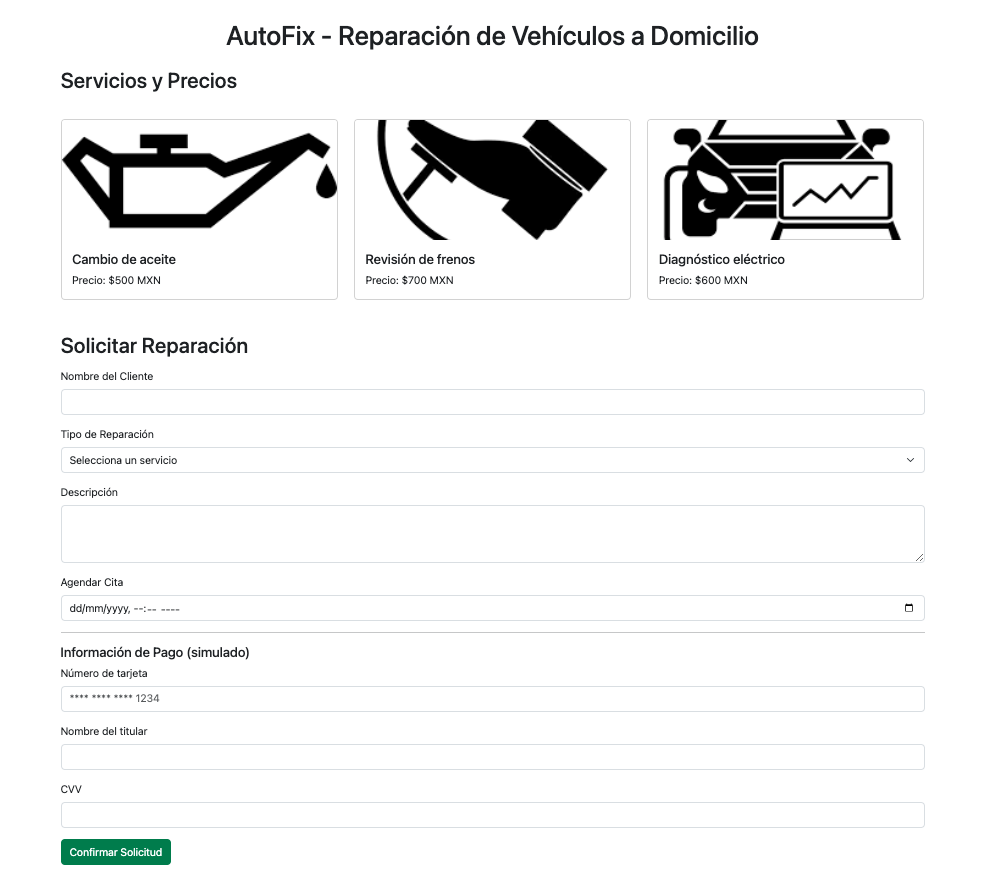 AutoFix - Reparación de Vehículos a Domicilio
Servicios y Precios
Cambio de aceite
Precio: $500 MXN
Revisión de frenos
Precio: $700 MXN
Diagnóstico eléctrico
Precio: $600 MXN
Solicitar Reparación
Nombre del Cliente
Tipo de Reparación
Selecciona un servicio
Descripción
Agendar Cita
dd/mm/yyyy, --:-- ----
Información de Pago (simulado)
Número de tarjeta
**** **** **** 1234
Nombre del titular
CVV
Confirmar Solicitud